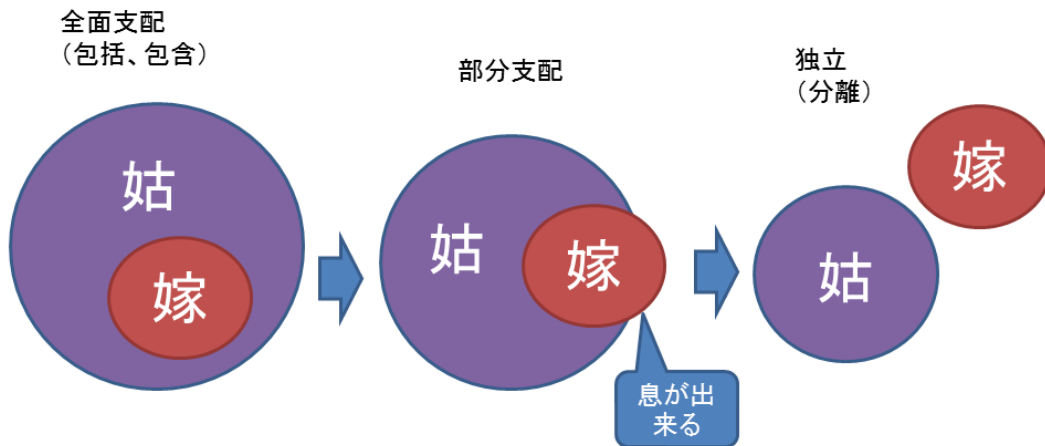 全面支配
（包括、包含）
姑
嫁
部分支配
姑
嫁
息が出
来る
独立
（分離）
嫁
姑